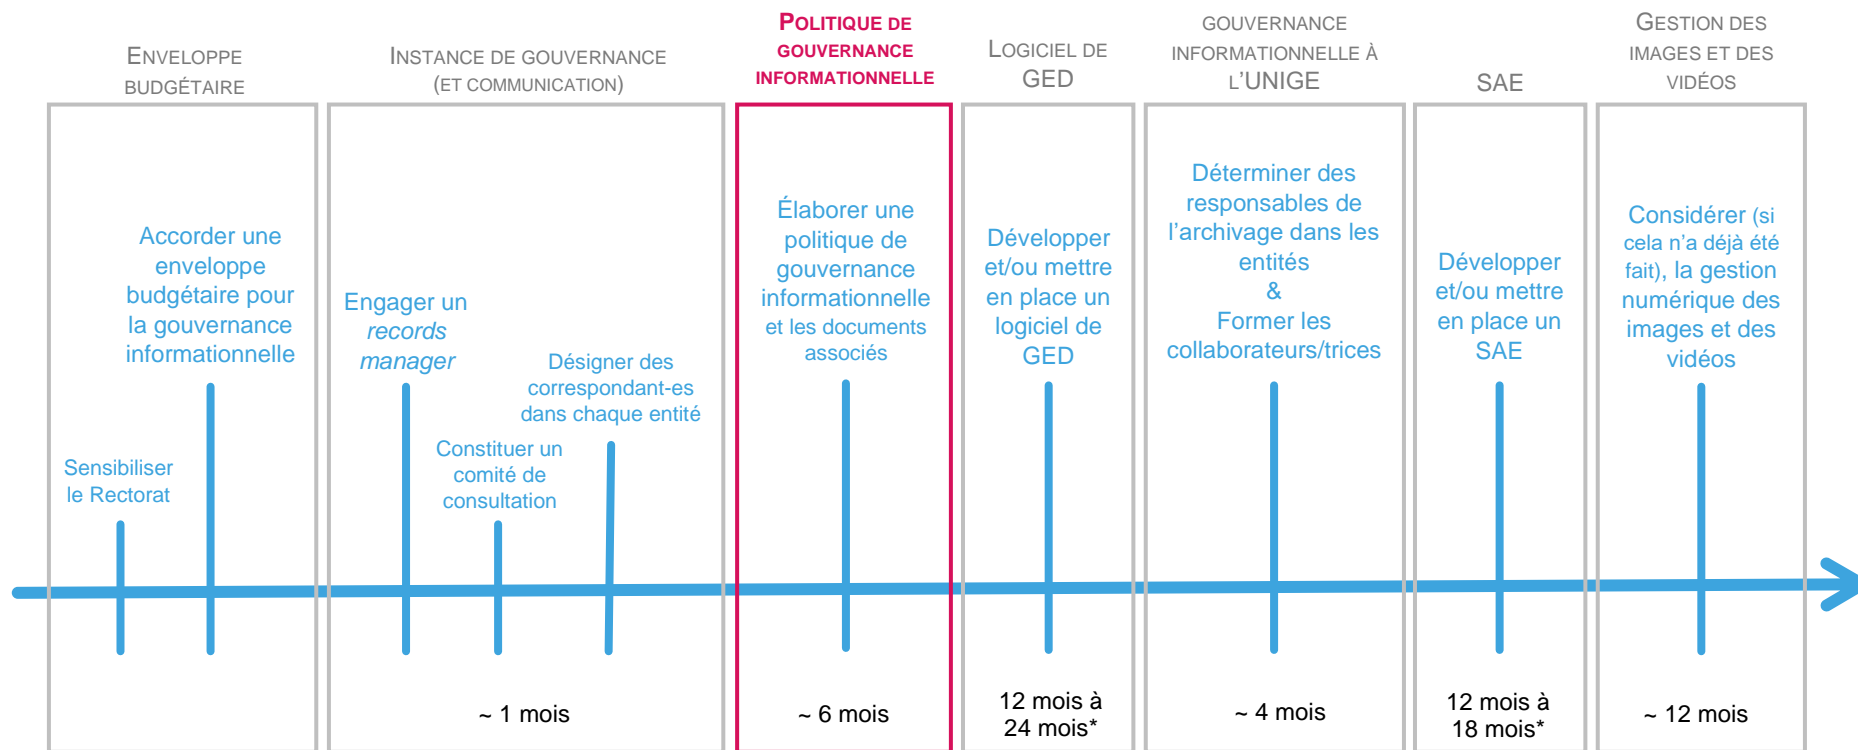 ENVELOPPE
BUDGÉTAIRE
Sensibiliser
le Rectorat
Accorder une
enveloppe
budgétaire pour
la gouvernance
informationnelle
INSTANCE DE GOUVERNANCE
(ET COMMUNICATION)
Engager un
records
manager
Constituer un
comité de
consultation
Désigner des
correspondant-es
dans chaque entité
~ 1 mois
POLITIQUE DE
GOUVERNANCE
INFORMATIONNELLE
Élaborer une
politique de
gouvernance
informationnelle
et les documents
associés
~ 6 mois
LOGICIEL DE
GED
Développer
et/ou mettre
en place un
logiciel de
GED
12 mois à
24 mois*
GOUVERNANCE
INFORMATIONNELLE À
L'UNIGE
Déterminer des
responsables de
l'archivage dans les
entités
&
Former les
collaborateurs/trices
~ 4 mois
SAE
Développer
et/ou mettre
en place un
SAE
12 mois à
18 mois*
GESTION DES
IMAGES ET DES
VIDÉOS
Considérer (si
cela n'a déjà été
fait), la gestion
numérique des
images et des
vidéos
~ 12 mois